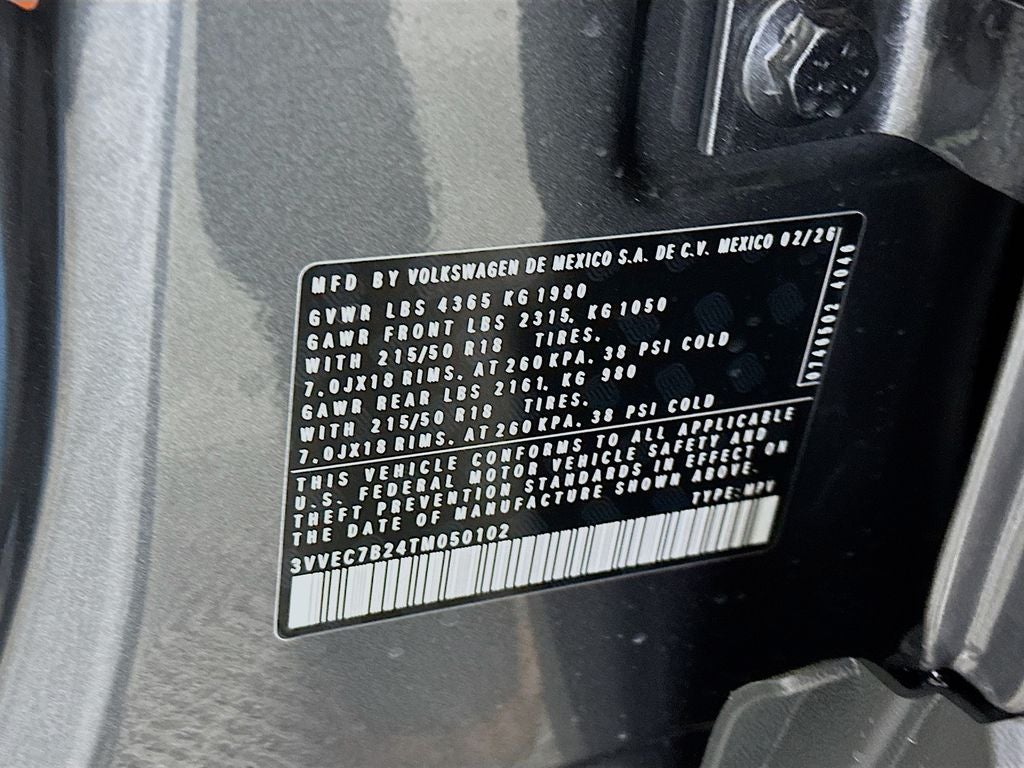 MFD BY VOLKSWAGEN DE MEXICO S.A. DE C.V. MEXICO 02/26
GVWR LBS 4365 KG 1980
GAWR FRONT LBS 2315, KG 1050
WITH 215/50 R18 TIRES,
7.0JX18 RIMS, AT 260 KPA, 38 PSI COLD
GAWR REAR LBS 2161, KG 980
WITH 215/50 R18 TIRES,
7.0JX18 RIMS, AT 260 KPA, 38 PSI COLD
THIS VEHICLE CONFORMS TO ALL APPLICABLE
U.S. FEDERAL MOTOR VEHICLE SAFETY AND
THEFT PREVENTION STANDARDS IN EFFECT ON
THE DATE OF MANUFACTURE SHOWN ABOVE.
TYPE: MPV
3VVEC7B24TM050102